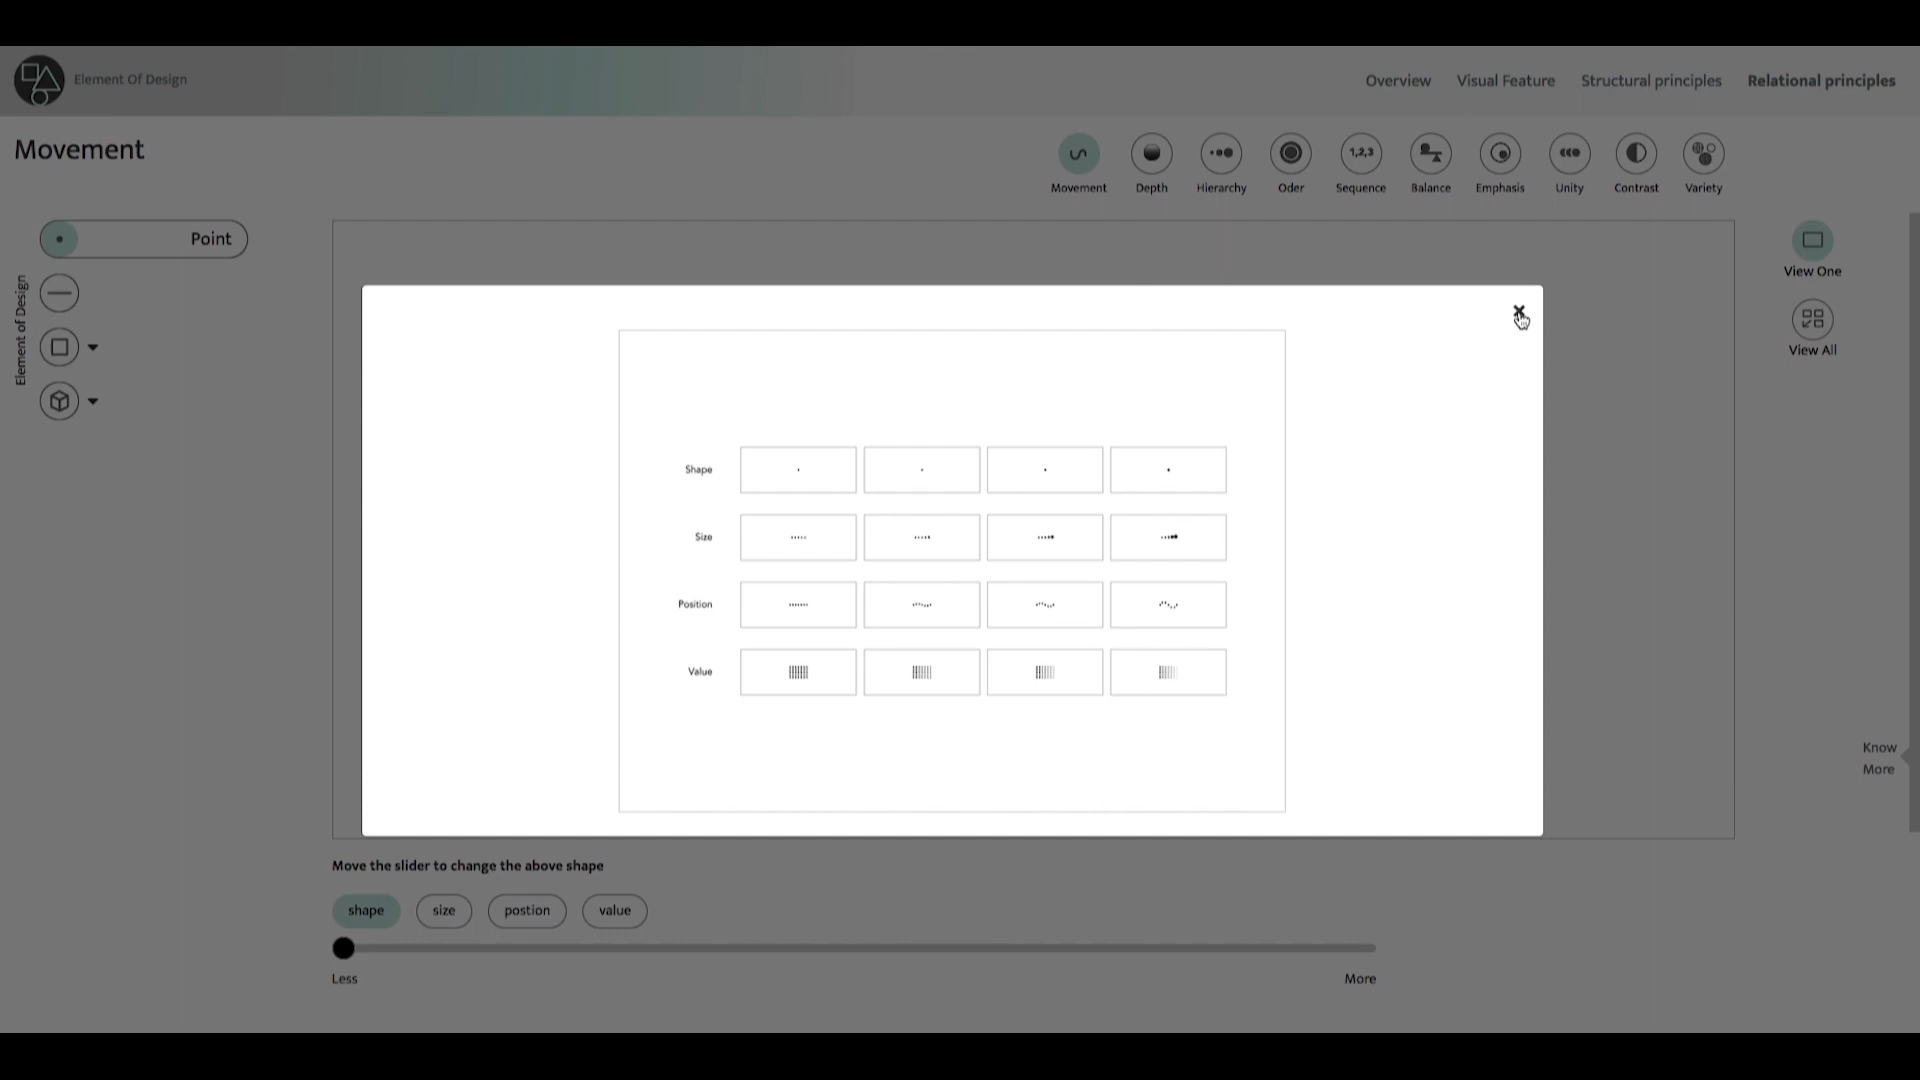 Element Of Design
Overview
Visual Feature
Structural principles
Relational principles
Movement
1,2,3
Movement
Depth
Hierarchy
Oder
Sequence
Balance
Emphasis
Unity
Contrast
Variety
Element of Design
Point
View One
View All
Shape
Size
Position
Value
Know
More
Move the slider to change the above shape
shape
size
postion
value
Less
More